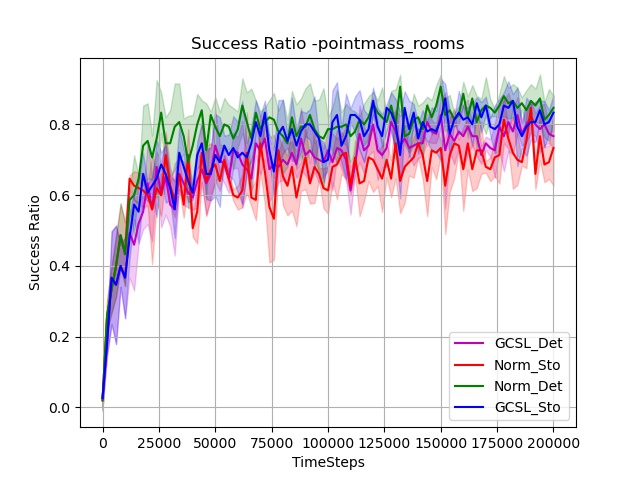 Success Ratio -pointmass_rooms
Success Ratio
0.8
0.6
0.4
0.2
0.0
0 25000 50000 75000 100000 125000 150000 175000 200000
TimeSteps
GCSL_Det
Norm_Sto
Norm_Det
GCSL_Sto